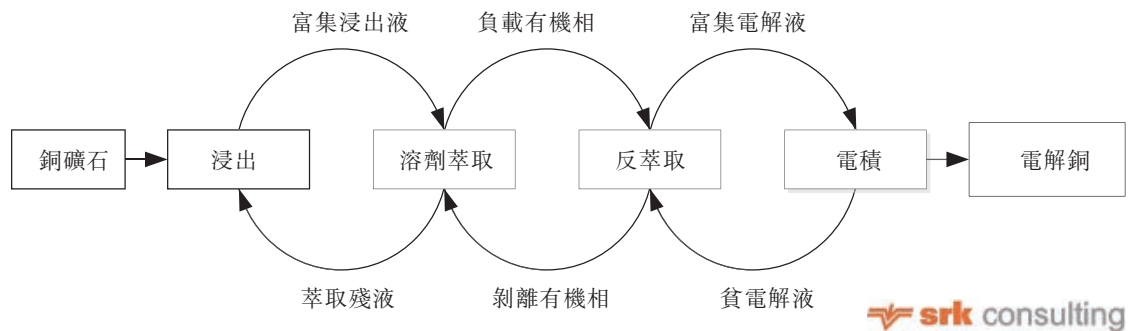 富集浸出液 負載有機相 富集電解液
銅礦石 浸出 溶劑萃取 反萃取 電積 電解銅
萃取殘液 剝離有機相 貧電解液
srk consulting